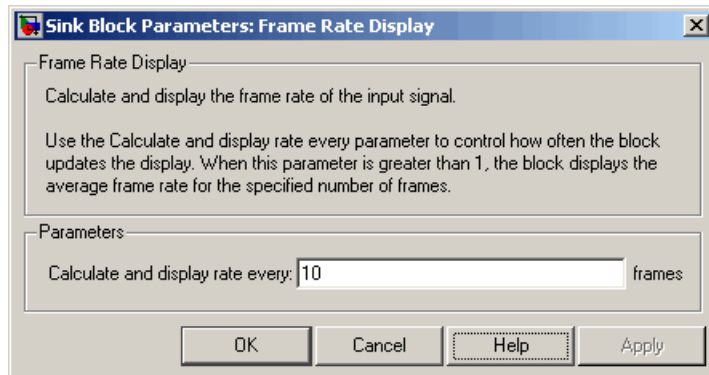 Sink Block Parameters: Frame Rate Display
Frame Rate Display
Calculate and display the frame rate of the input signal.
Use the Calculate and display rate every parameter to control how often the block
updates the display. When this parameter is greater than 1, the block displays the
average frame rate for the specified number of frames.
Parameters
Calculate and display rate every: 10 frames
OK Cancel Help Apply